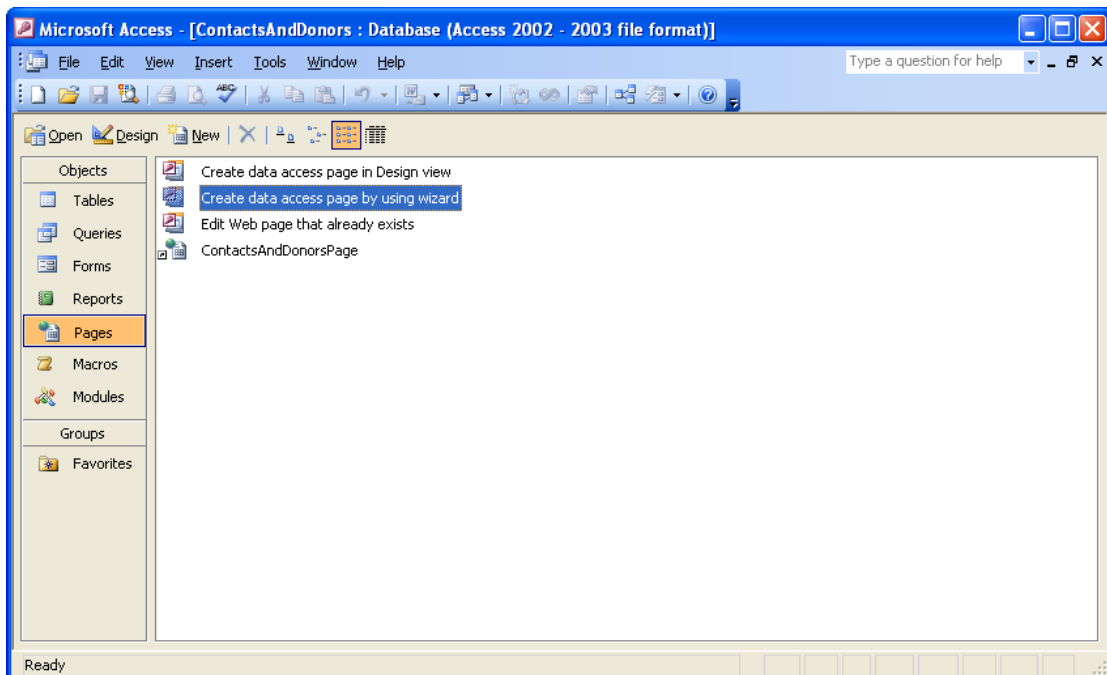 Microsoft Access - [ContactsAndDonors : Database (Access 2002 - 2003 file format)]
File Edit View Insert Tools Window Help Type a question for help
ABC W
Open Design New
Objects
Tables
Queries
Forms
Reports
Pages
Macros
Modules
Groups
Favorites
Create data access page in Design view
Create data access page by using wizard
Edit Web page that already exists
ContactsAndDonorsPage
Ready